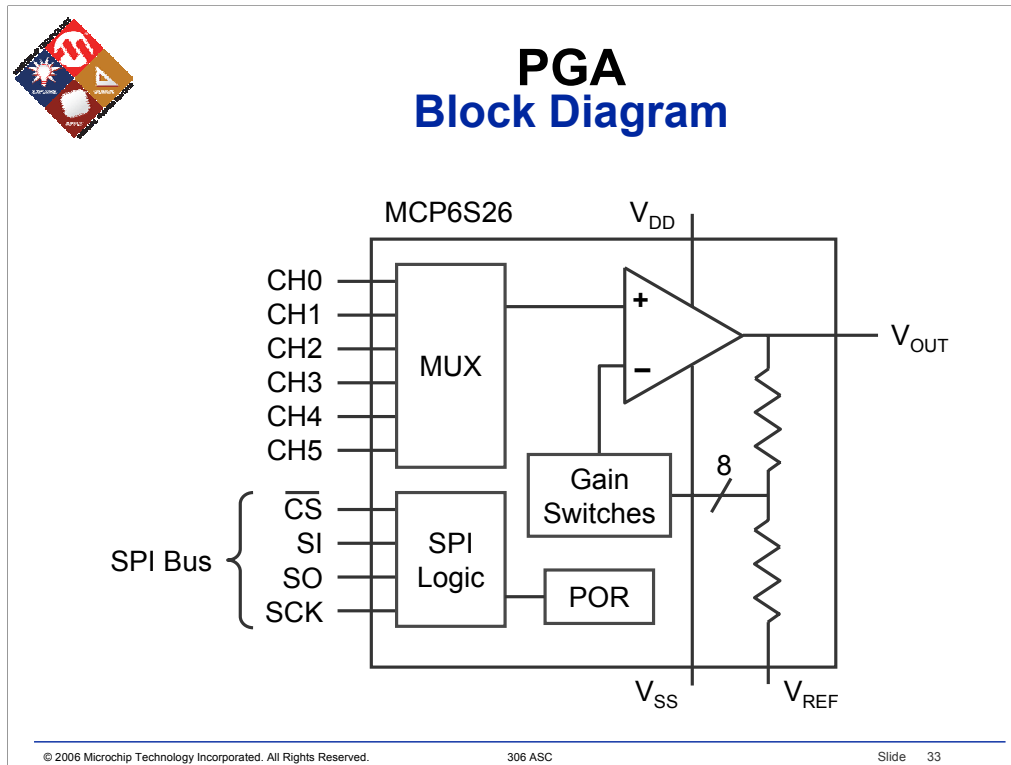 PGA
Block Diagram
MCP6S26
VDD
CH0
CH1
CH2
CH3
CH4
CH5
MUX
+
−
VOUT
Gain
Switches
8
SPI Bus
CS
SI
SO
SCK
SPI
Logic
POR
VSS
VREF
© 2006 Microchip Technology Incorporated. All Rights Reserved.
306 ASC
Slide 33